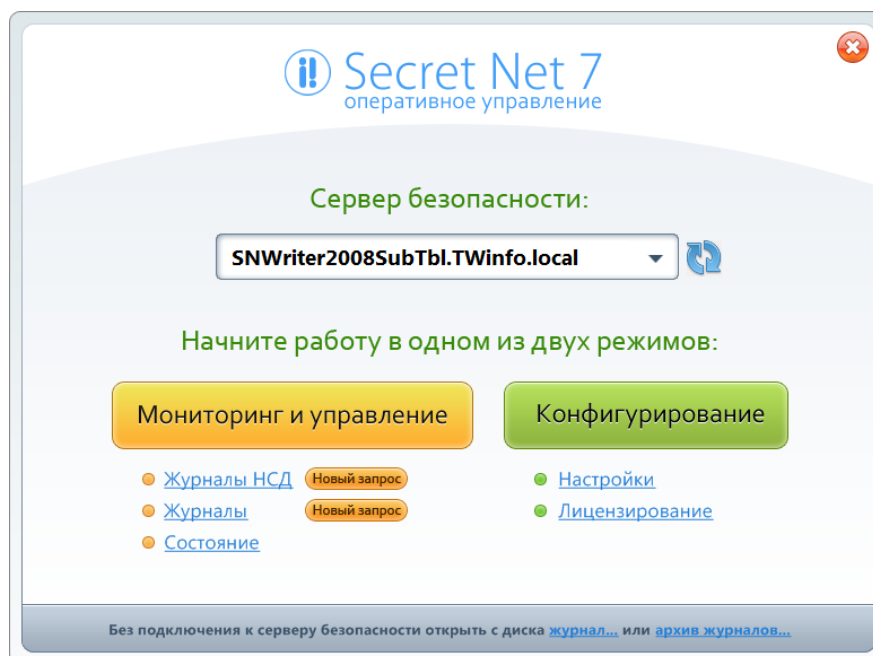 Secret Net 7
оперативное управление
Сервер безопасности:
SNWriter2008SubTbl.TWinfo.local
Начните работу в одном из двух режимов:
Мониторинг и управление
Конфигурирование
Журналы НСД Новый запрос
Журналы Новый запрос
Состояние
Настройки
Лицензирование
Без подключения к серверу безопасности открыть с диска журнал... или архив журналов...